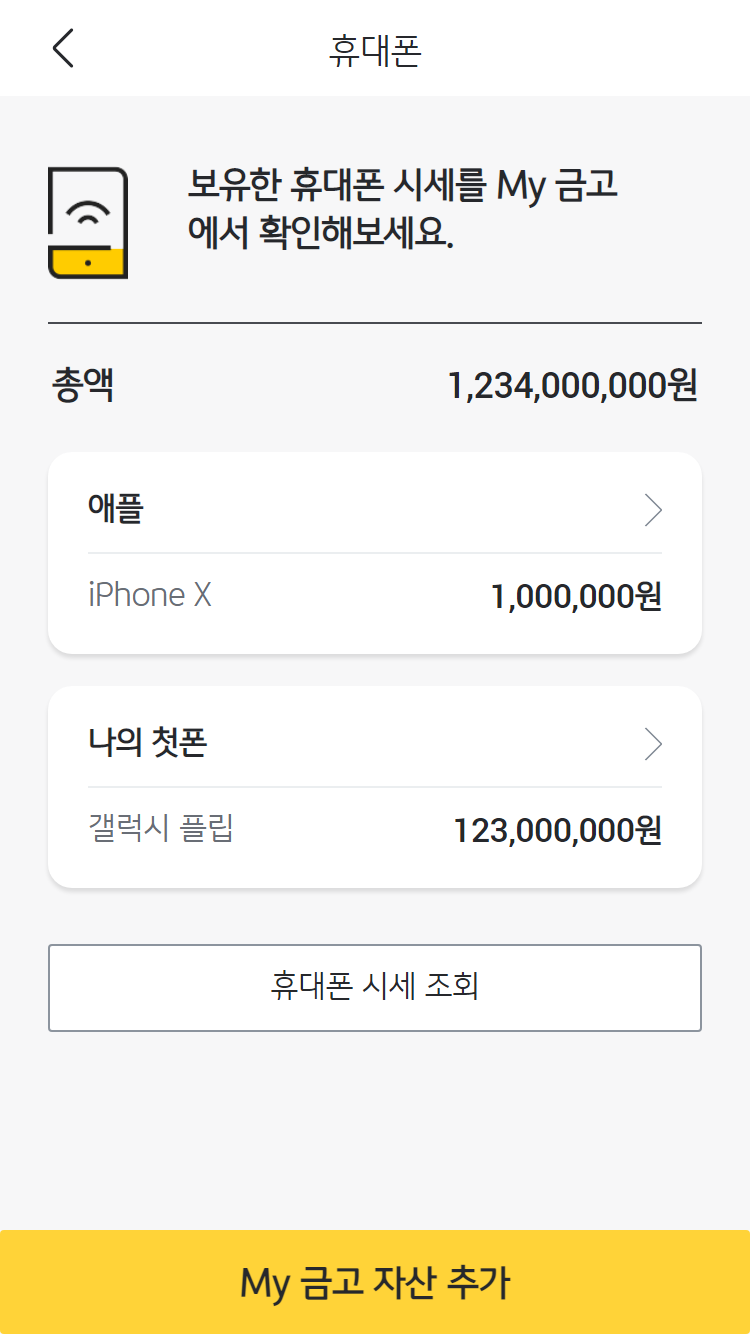 휴대폰
보유한 휴대폰 시세를 My 금고
에서 확인해보세요.
총액 1,234,000,000원
애플
iPhone X 1,000,000원
나의 첫폰
갤럭시 플립 123,000,000원
휴대폰 시세 조회
My 금고 자산 추가